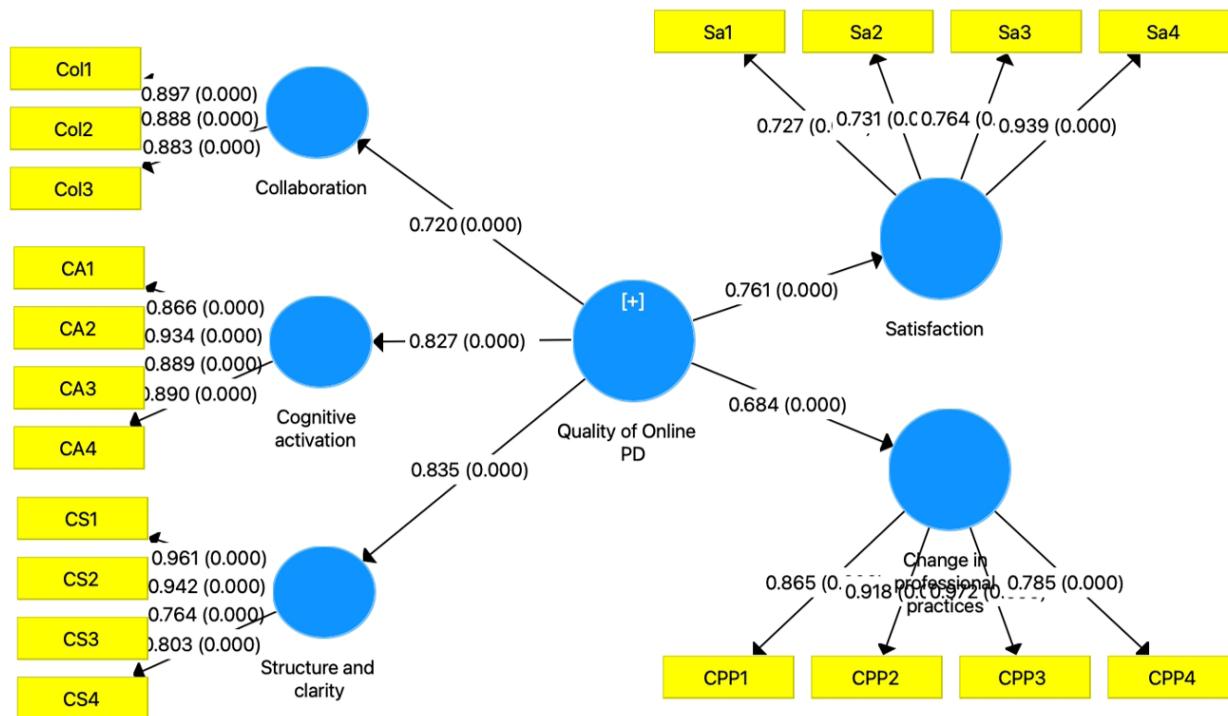 Sa1
Sa2
Sa3
Sa4
Col1
Col2
Col3
0.897 (0.000)
0.888 (0.000)
0.883 (0.000)
Collaboration
0.727
0.731
0.764
0.939 (0.000)
0.720 (0.000)
CA1
CA2
CA3
CA4
0.866 (0.000)
0.934 (0.000)
0.889 (0.000)
0.890 (0.000)
Cognitive
activation
0.827 (0.000)
[+]
Quality of Online
PD
0.761 (0.000)
Satisfaction
0.684 (0.000)
0.835 (0.000)
CS1
CS2
CS3
CS4
0.961 (0.000)
0.942 (0.000)
0.764 (0.000)
0.803 (0.000)
Structure and
clarity
Change in
professional
practices
0.865
0.918
0.972
0.785 (0.000)
CPP1
CPP2
CPP3
CPP4